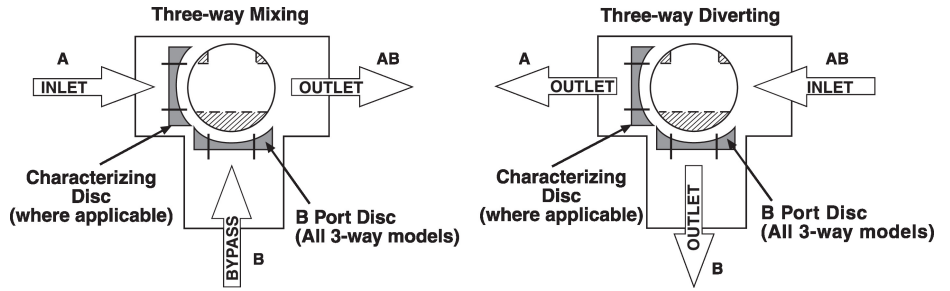 Three-way Mixing
A
INLET
AB
OUTLET
Characterizing
Disc
(where applicable)
B Port Disc
(All 3-way models)
BYPASS
B
Three-way Diverting
A
OUTLET
AB
INLET
Characterizing
Disc
(where applicable)
B Port Disc
(All 3-way models)
OUTLET
B